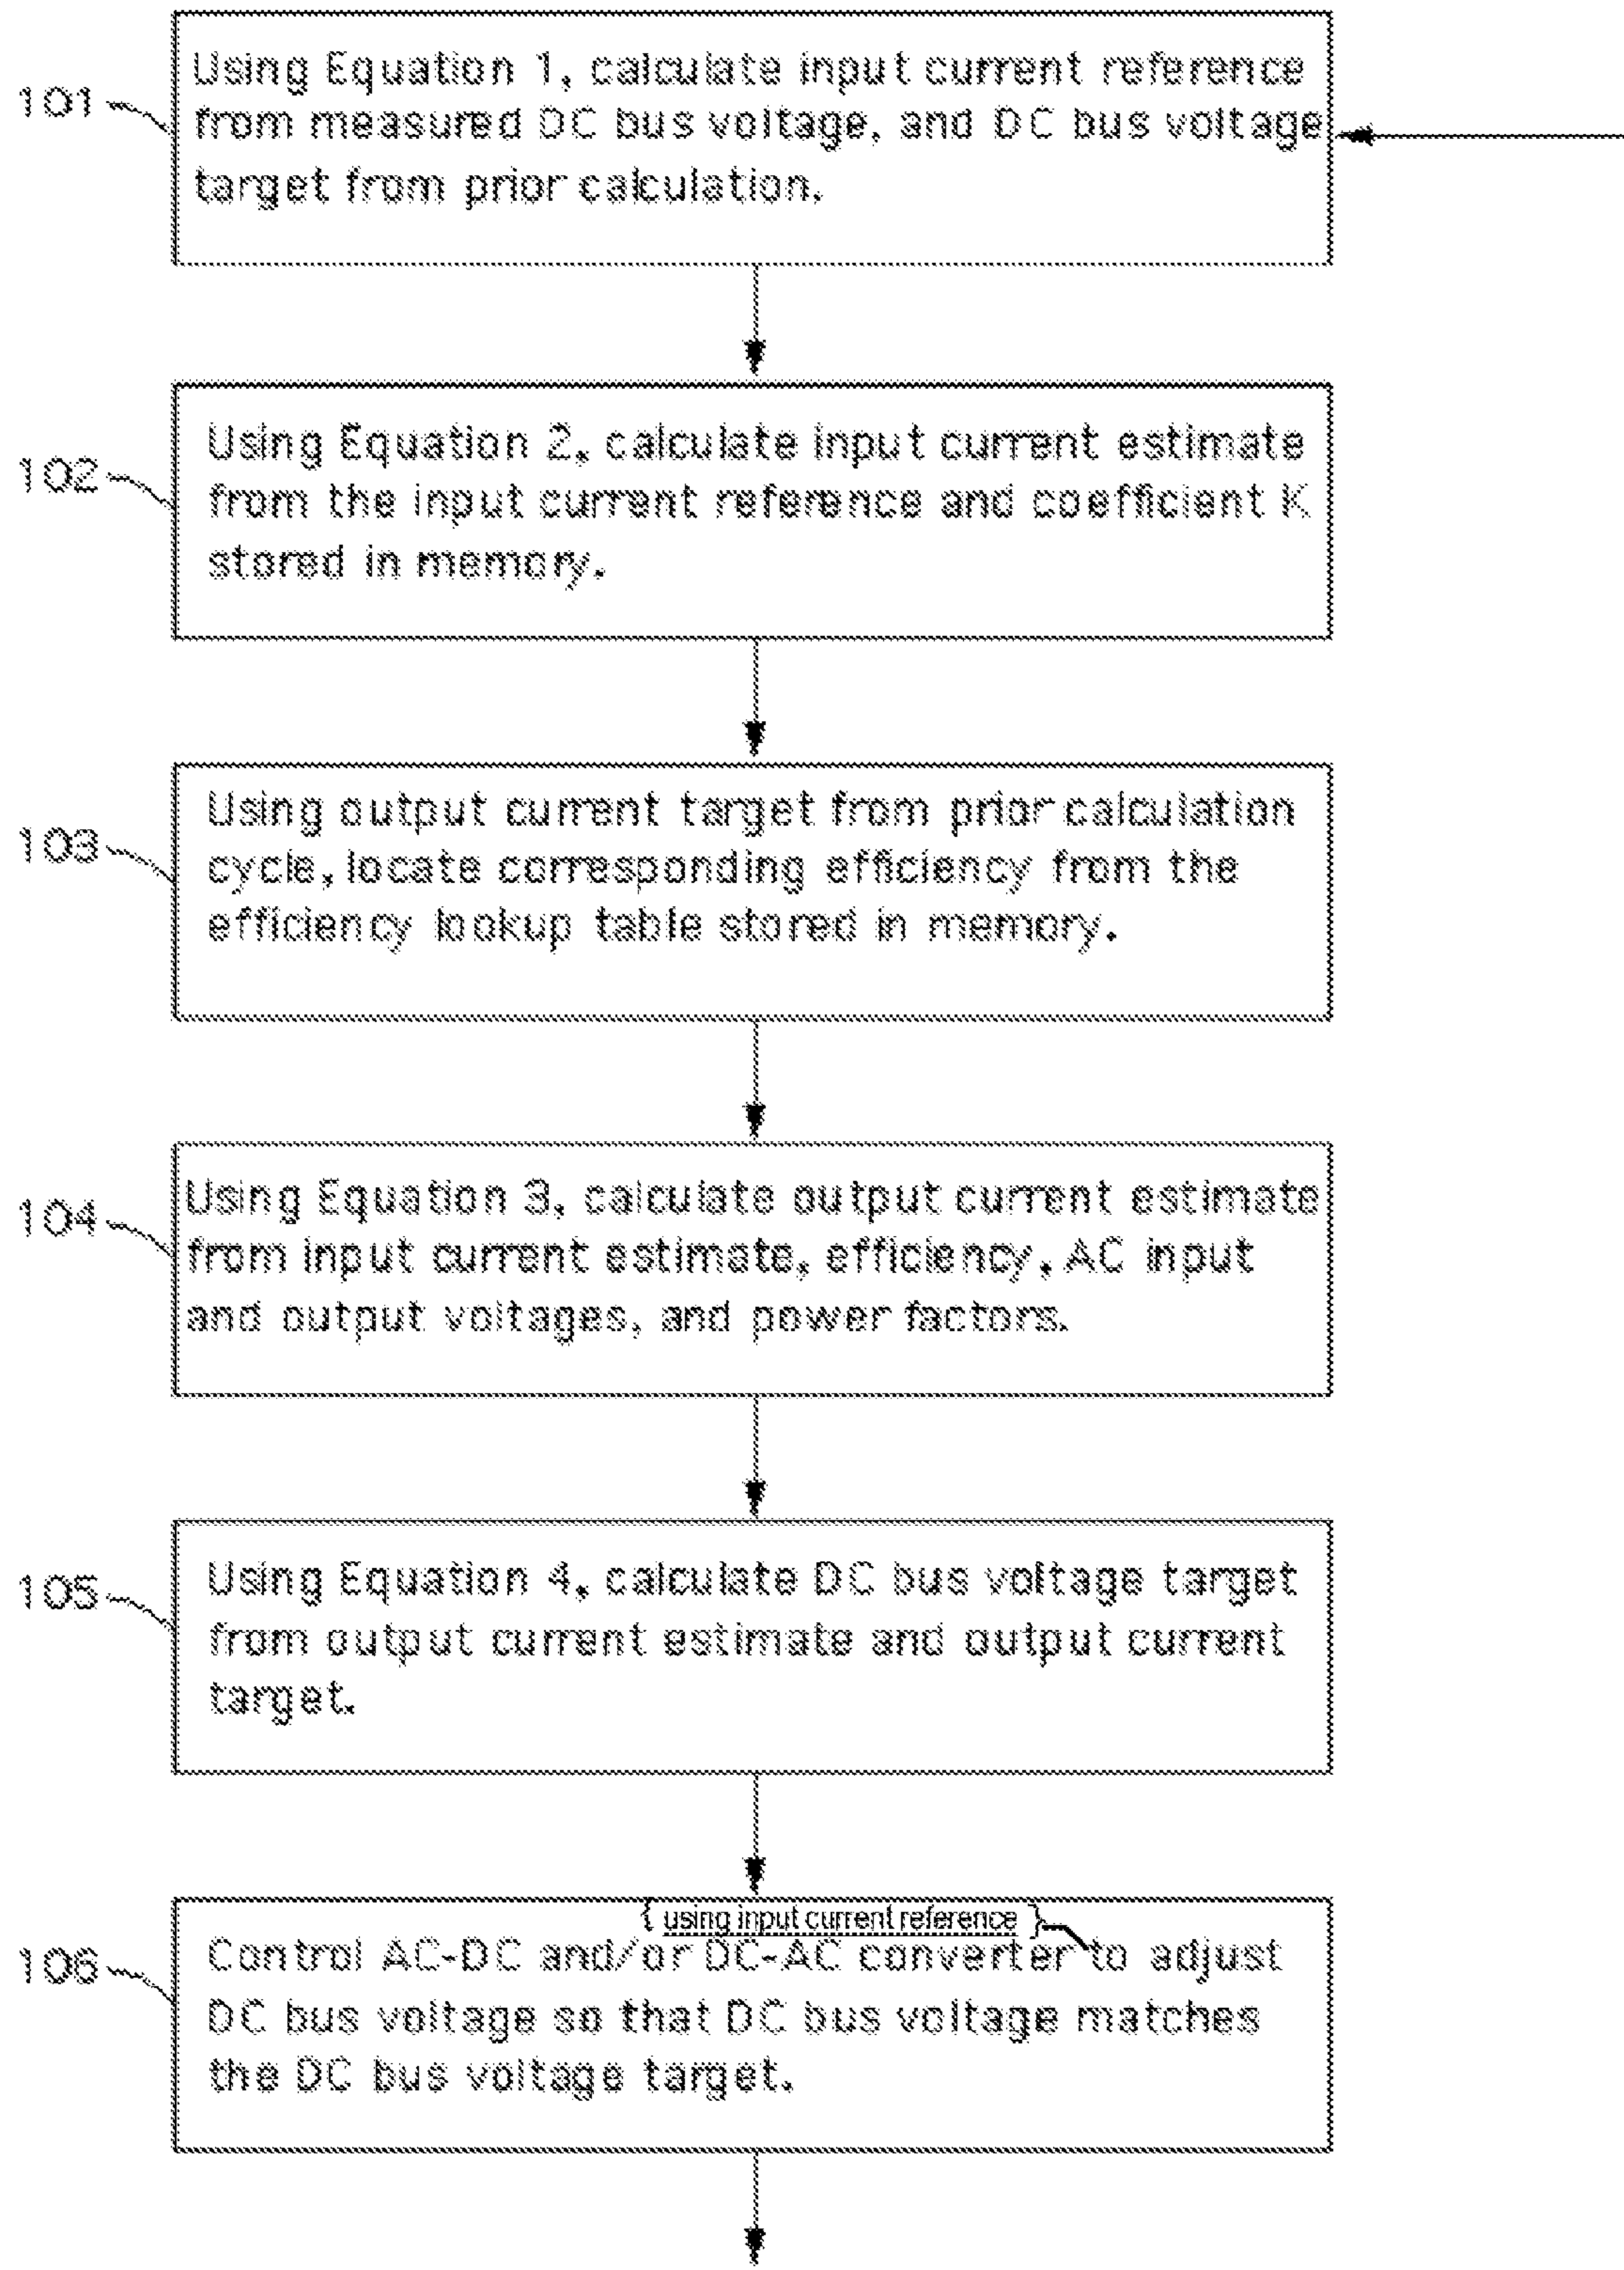 101
Using Equation 1, calculate input current reference
from measured DC bus voltage, and DC bus voltage
target from prior calculation.
102
Using Equation 2, calculate input current estimate
from the input current reference and coefficient K
stored in memory.
103
Using output current target from prior calculation
cycle, locate corresponding efficiency from the
efficiency lookup table stored in memory.
104
Using Equation 3, calculate output current estimate
from input current estimate, efficiency, AC input
and output voltages, and power factors.
105
Using Equation 4, calculate DC bus voltage target
from output current estimate and output current
target.
106
{ using input current reference }
Control AC-DC and/or DC-AC converter to adjust
DC bus voltage so that DC bus voltage matches
the DC bus voltage target.